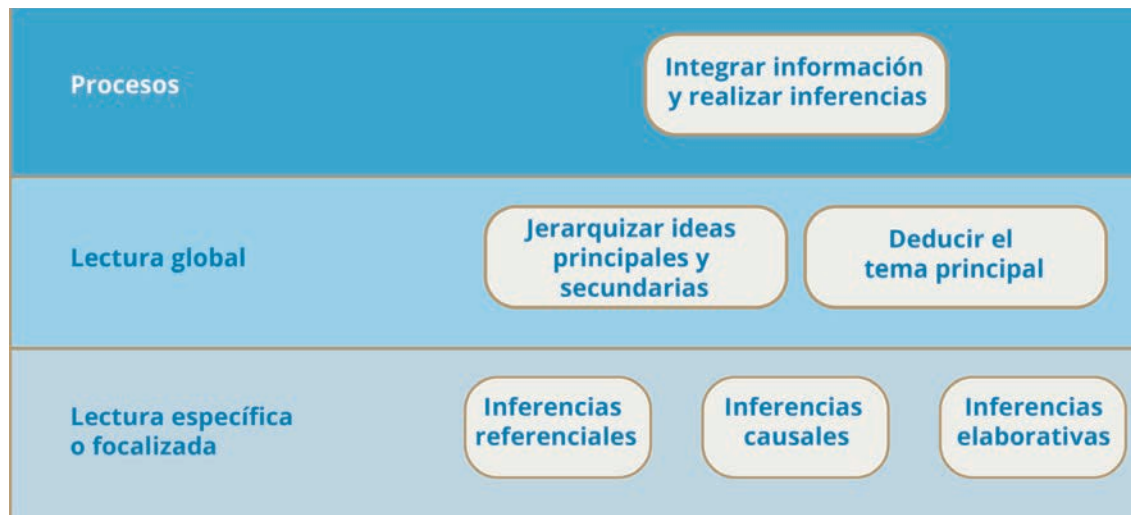 Procesos
Integrar información
y realizar inferencias
Lectura global
Jerarquizar ideas
principales y
secundarias
Deducir el
tema principal
Lectura específica
o focalizada
Inferencias
referenciales
Inferencias
causales
Inferencias
elaborativas